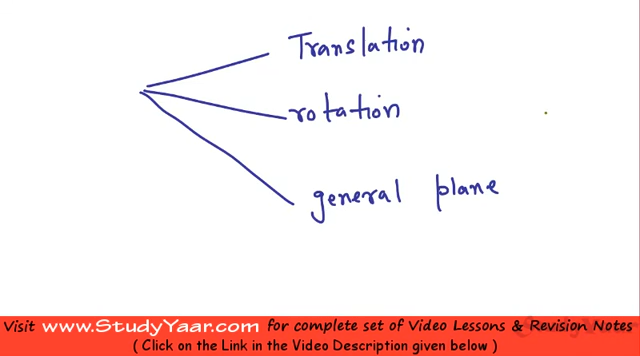 Translation
rotation
general plane
Visit www.StudyYaar.com for complete set of Video Lessons & Revision Notes
( Click on the Link in the Video Description given below )